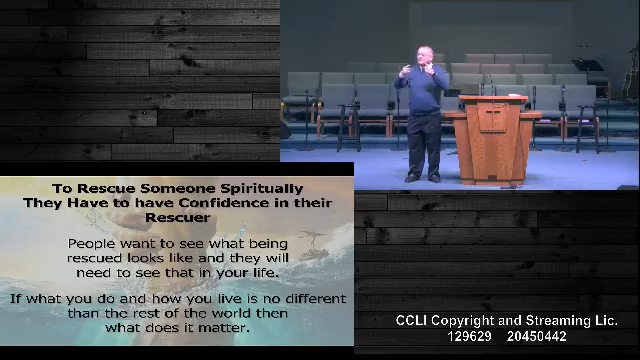 To Rescue Someone Spiritually
They Have to have Confidence in their
Rescuer
People want to see what being
rescued looks like and they will
need to see that in your life.
If what you do and how you live is no different
than the rest of the world then
what does it matter.
CCLI Copyright and Streaming Lic.
129629 20450442